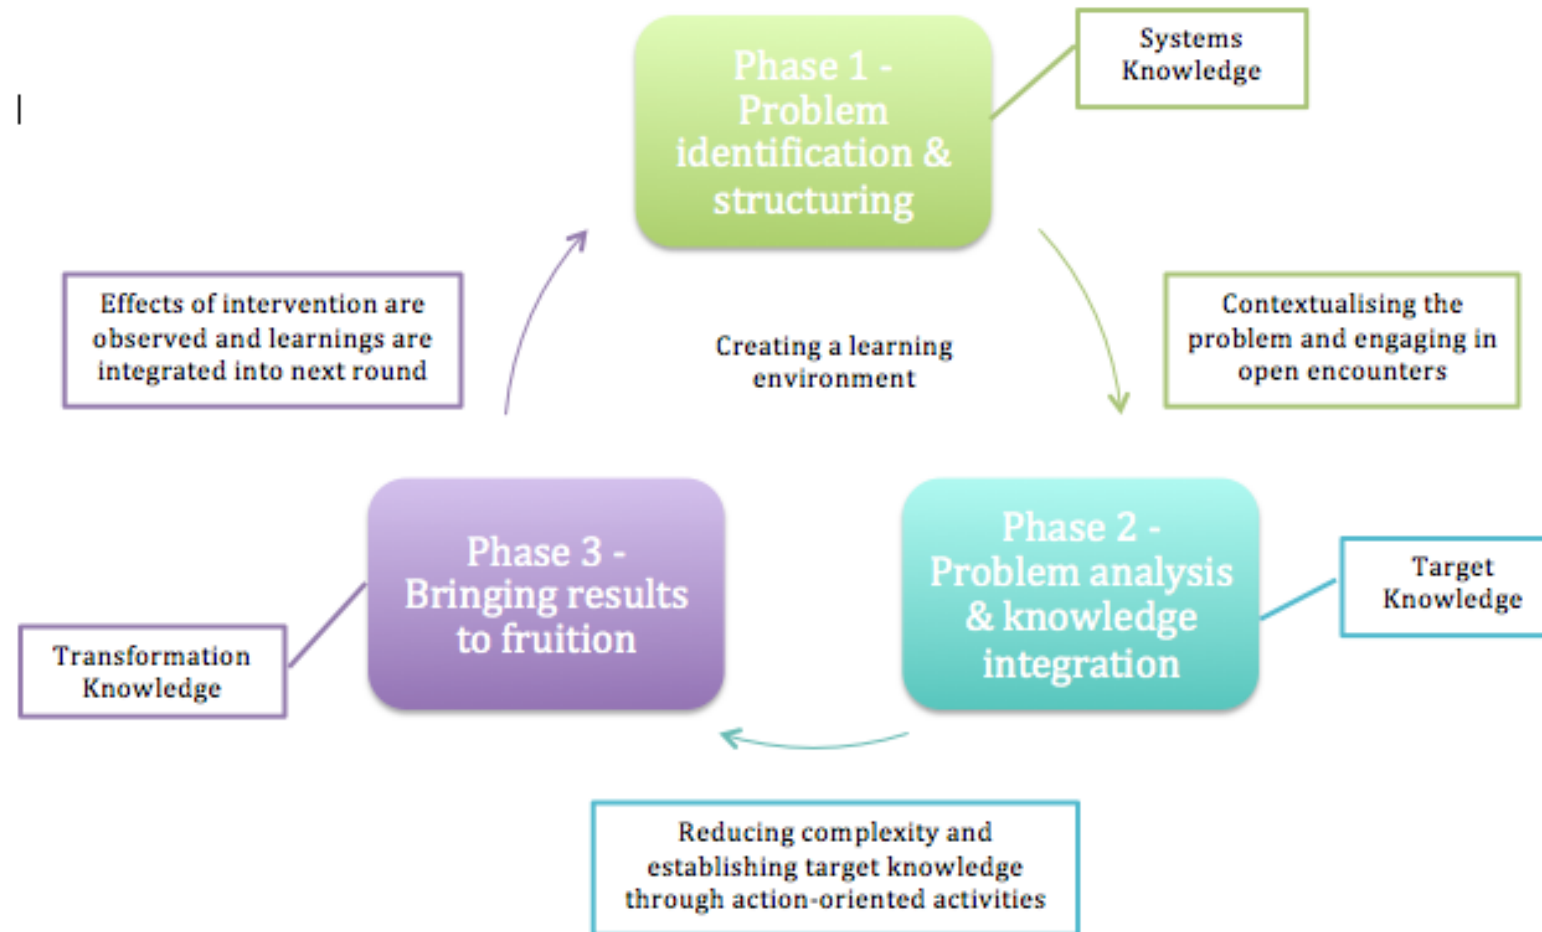 Phase 1 -
Problem
identification &
structuring
Systems
Knowledge
Effects of intervention are
observed and learnings are
integrated into next round
Creating a learning
environment
Contextualising the
problem and engaging in
open encounters
Phase 3 -
Bringing results
to fruition
Phase 2 -
Problem analysis
& knowledge
integration
Target
Knowledge
Transformation
Knowledge
Reducing complexity and
establishing target knowledge
through action-oriented activities